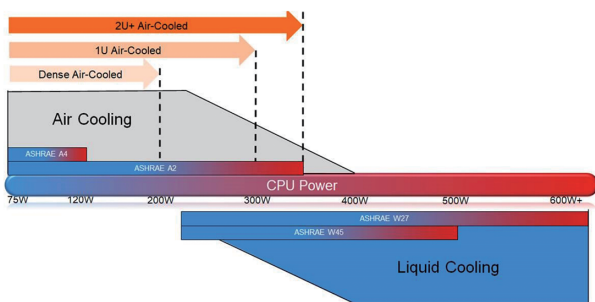 2U+ Air-Cooled
1U Air-Cooled
Dense Air-Cooled
Air Cooling
ASHRAE A4
ASHRAE A2
CPU Power
75W 120W 200W 300W 400W 500W 600W+
ASHRAE W27
ASHRAE W45
Liquid Cooling